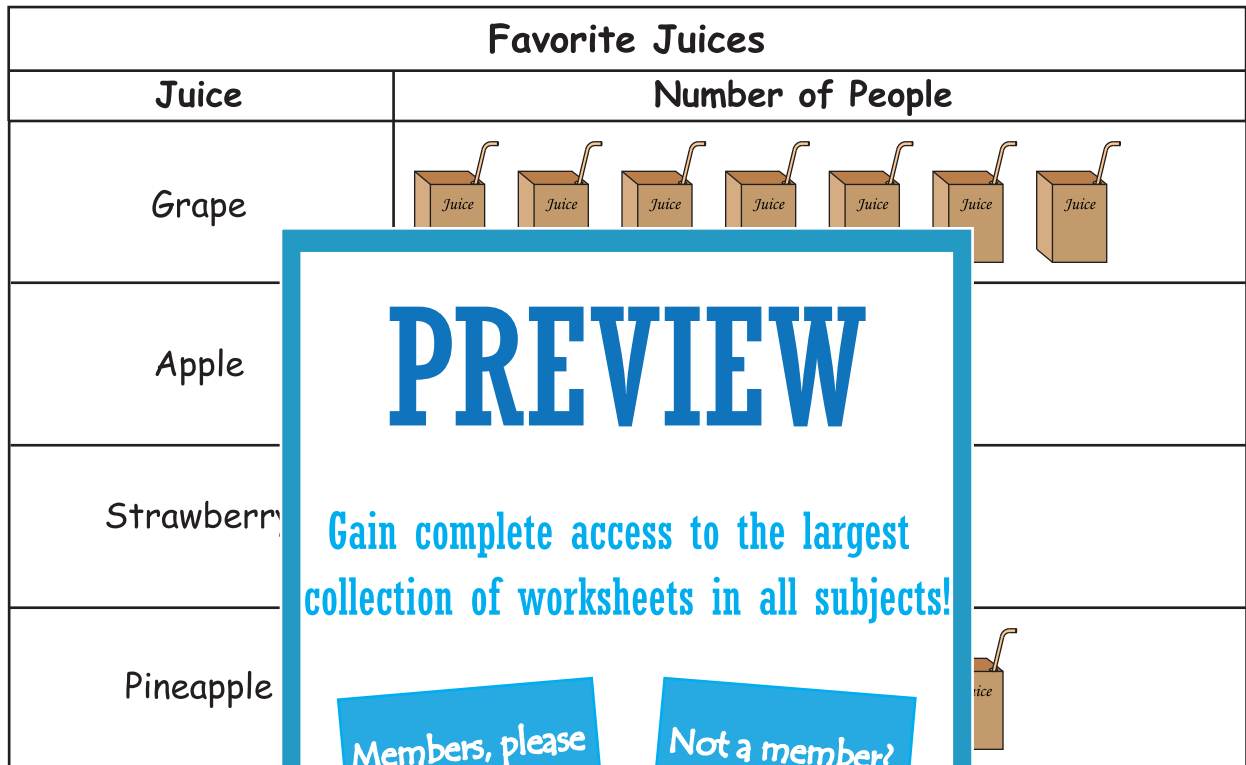 Favorite Juices
Juice Number of People
Grape Juice Juice Juice Juice Juice Juice Juice
PREVIEW
Apple
Strawberry
Gain complete access to the largest
collection of worksheets in all subjects!
Pineapple
Members, please
Not a member?